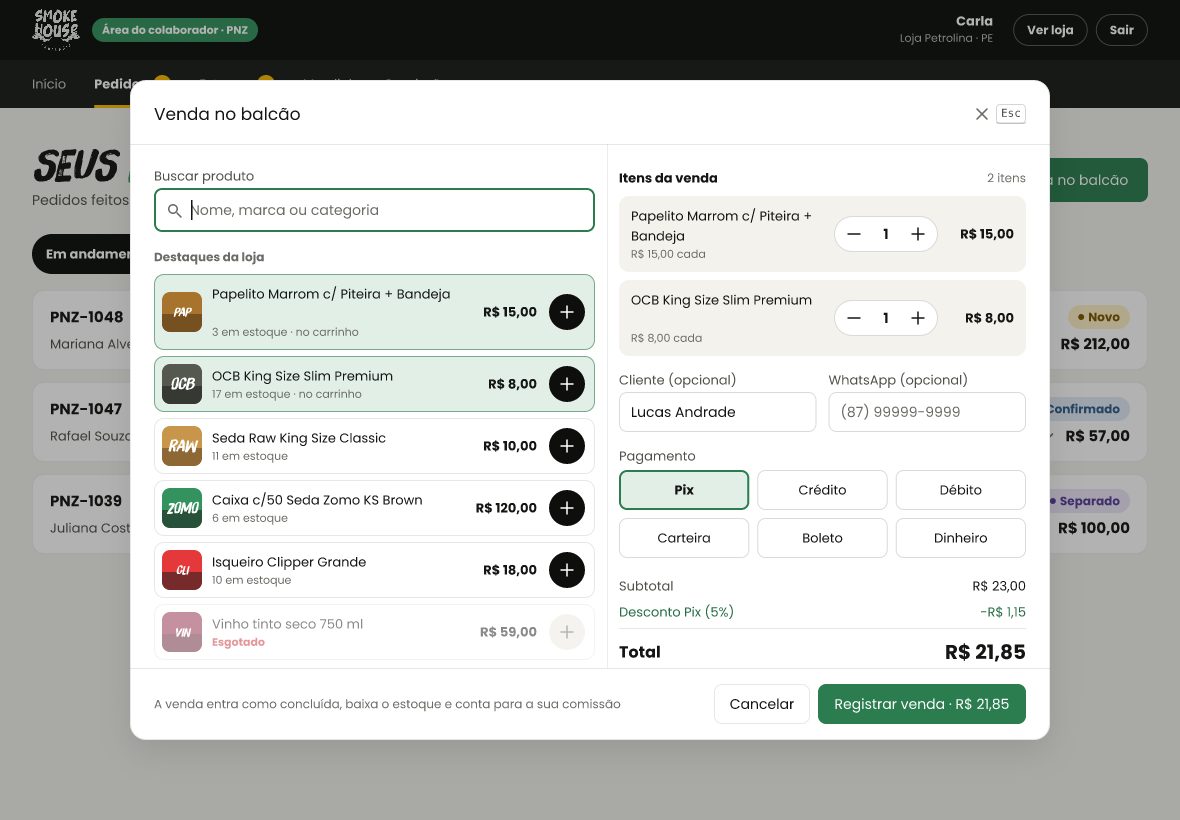 SMOKE
HOUSE
Área do colaborador · PNZ
Carla
Loja Petrolina · PE
Ver loja
Sair
Início
Venda no balcão
Esc
SEUS
Pedidos feitos
no balcão
PNZ-1048
Novo
R$ 212,00
PNZ-1047
Confirmado
R$ 57,00
PNZ-1039
Separado
R$ 100,00
Buscar produto
Nome, marca ou categoria
Destaques da loja
PAP
Papelito Marrom c/ Piteira + Bandeja
3 em estoque · no carrinho
R$ 15,00
OCB
OCB King Size Slim Premium
17 em estoque · no carrinho
R$ 8,00
RAW
Seda Raw King Size Classic
11 em estoque
R$ 10,00
ZOMO
Caixa c/50 Seda Zomo KS Brown
6 em estoque
R$ 120,00
CLI
Isqueiro Clipper Grande
10 em estoque
R$ 18,00
VIN
Vinho tinto seco 750 ml
Esgotado
R$ 59,00
Itens da venda
2 itens
Papelito Marrom c/ Piteira +
Bandeja
R$ 15,00 cada
1
R$ 15,00
OCB King Size Slim Premium
R$ 8,00 cada
1
R$ 8,00
Cliente (opcional)
WhatsApp (opcional)
Lucas Andrade
(87) 99999-9999
Pagamento
Pix
Crédito
Débito
Carteira
Boleto
Dinheiro
Subtotal
R$ 23,00
Desconto Pix (5%)
-R$ 1,15
Total
R$ 21,85
A venda entra como concluída, baixa o estoque e conta para a sua comissão
Cancelar
Registrar venda · R$ 21,85